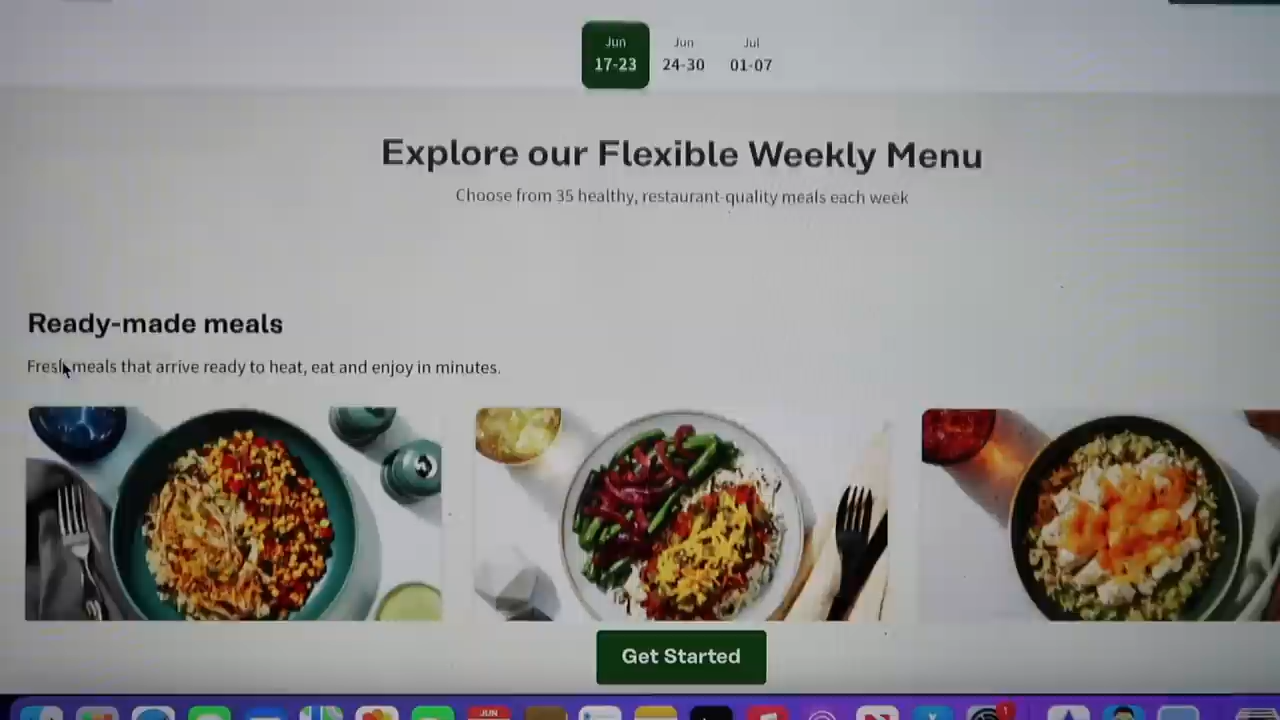 Jun
17-23
Jun
24-30
Jul
01-07
Explore our Flexible Weekly Menu
Choose from 35 healthy, restaurant-quality meals each week
Ready-made meals
Fresh meals that arrive ready to heat, eat and enjoy in minutes.
Get Started
JUN
1